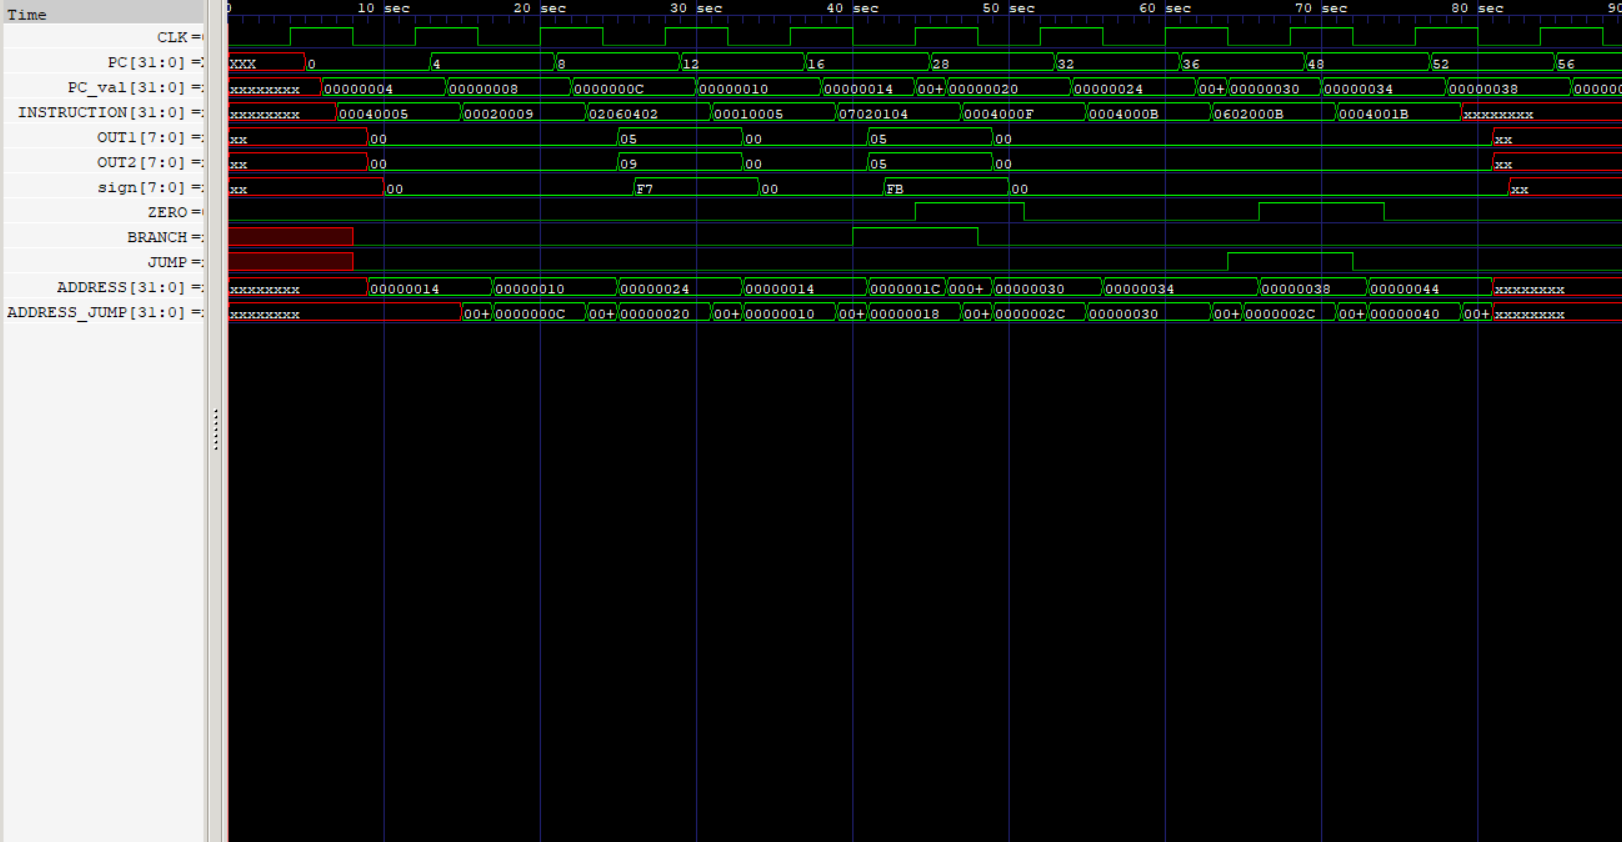 Time 0 10 sec 20 sec 30 sec 40 sec 50 sec 60 sec 70 sec 80 sec 90
CLK =
PC[31:0] = XXX 0 4 8 12 16 28 32 36 48 52 56
PC_val[31:0] = xxxxxxxx 00000004 00000008 0000000C 00000010 00000014 00+ 00000020 00000024 00+ 00000030 00000034 00000038 00000
INSTRUCTION[31:0] = xxxxxxxx 00040005 00020009 02060402 00010005 07020104 0004000F 0004000B 0602000B 0004001B xxxxxxxx
OUT1[7:0] = xx 00 05 00 05 00 xx
OUT2[7:0] = xx 00 09 00 05 00 xx
sign[7:0] = xx 00 F7 00 FB 00 xx
ZERO =
BRANCH =
JUMP =
ADDRESS[31:0] = xxxxxxxx 00000014 00000010 00000024 00000014 0000001C 000+ 00000030 00000034 00000038 00000044 xxxxxxxx
ADDRESS_JUMP[31:0] = xxxxxxxx 00+ 0000000C 00+ 00000020 00+ 00000010 00+ 00000018 00+ 0000002C 00000030 00+ 0000002C 00+ 00000040 00+ xxxxxxxx